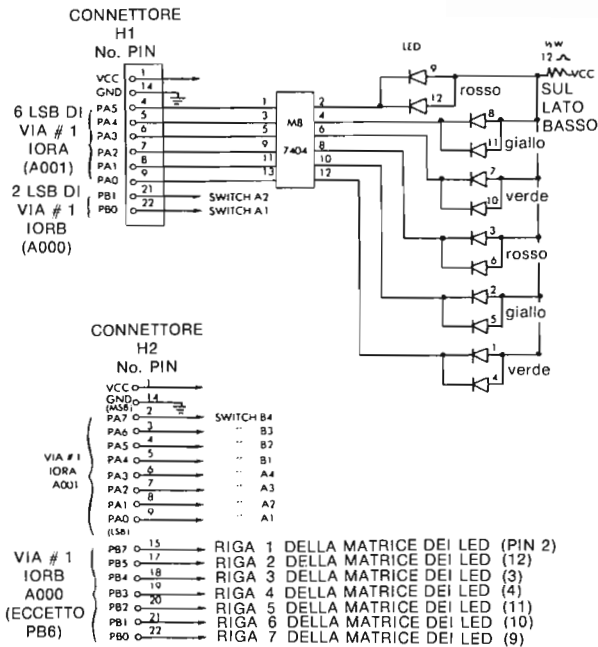 CONNETTORE
H1
No. PIN
VCC 1
GND 14
PA5 4
PA4 5
PA3 6
PA2 7
PA1 8
PA0 9
PB1 21 SWITCH A2
PB0 22 SWITCH A1
6 LSB DI
VIA # 1
IORA
(A001)
2 LSB DI
VIA # 1
IORB
(A000)
1 2
3 4
5 6
9 8
11 10
13 12
M8
7404
LED
9
12
rosso
8
11
giallo
7
10
verde
3
6
rosso
2
5
giallo
1
4
verde
½W
12
VCC
SUL
LATO
BASSO
CONNETTORE
H2
No. PIN
VCC 1
GND 14
(MSB)
PA7 2 SWITCH B4
PA6 3 " B3
PA5 4 " B2
PA4 5 " B1
PA3 6 " A4
PA2 7 " A3
PA1 8 " A2
PA0 9 " A1
(LSB)
VIA #1
IORA
A001
PB7 15 RIGA 1 DELLA MATRICE DEI LED (PIN 2)
PB5 17 RIGA 2 DELLA MATRICE DEI LED (12)
PB4 18 RIGA 3 DELLA MATRICE DEI LED (3)
PB3 19 RIGA 4 DELLA MATRICE DEI LED (4)
PB2 20 RIGA 5 DELLA MATRICE DEI LED (11)
PB1 21 RIGA 6 DELLA MATRICE DEI LED (10)
PB0 22 RIGA 7 DELLA MATRICE DEI LED (9)
VIA # 1
IORB
A000
(ECCETTO
PB6)